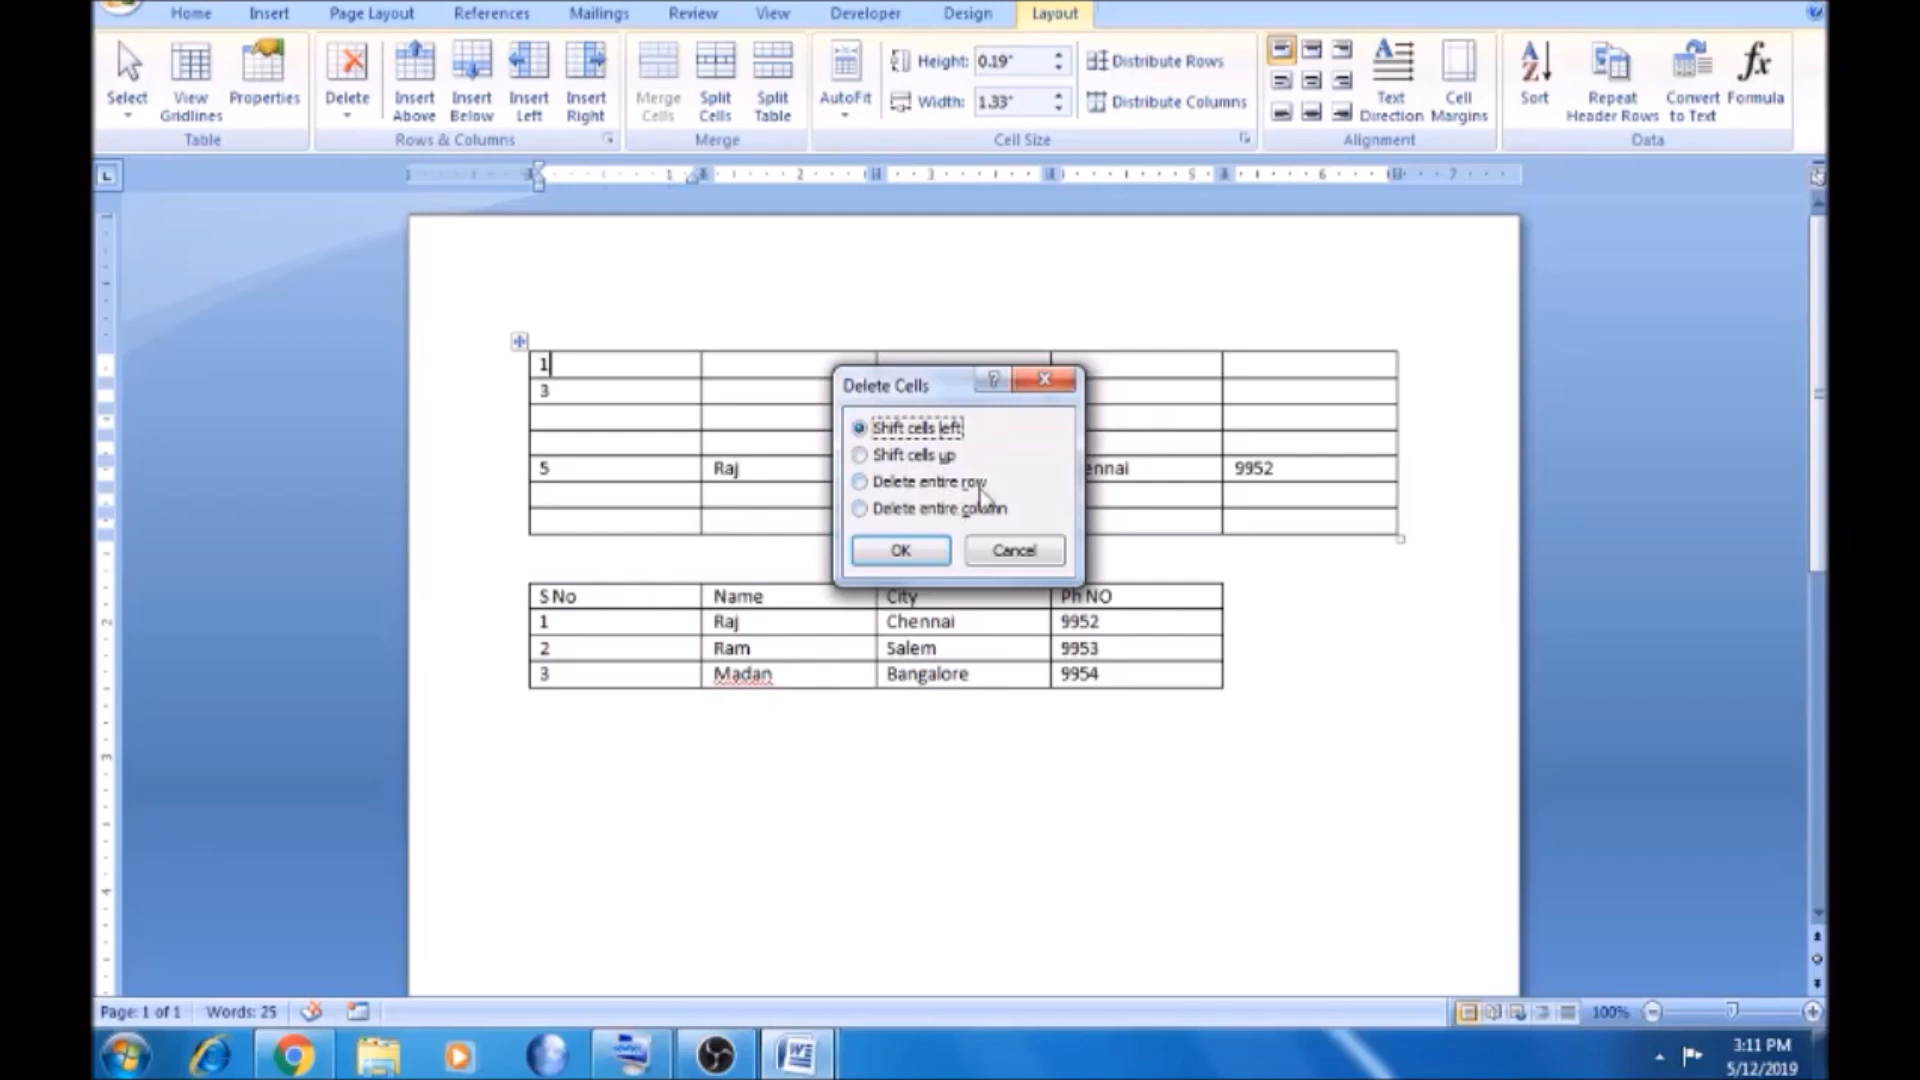 Home Insert Page Layout References Mailings Review View Developer Design Layout
Select View Gridlines Properties Delete Insert Above Insert Below Insert Left Insert Right Merge Cells Split Cells Split Table AutoFit Height: 0.19" Distribute Rows
Width: 1.33" Distribute Columns Text Direction Cell Margins Sort Repeat Header Rows Convert to Text Formula
Table Rows & Columns Merge Cell Size Alignment Data
1
3
5 Raj ennai 9952
Delete Cells
Shift cells left
Shift cells up
Delete entire row
Delete entire column
OK Cancel
S No Name City Ph NO
1 Raj Chennai 9952
2 Ram Salem 9953
3 Madan Bangalore 9954
Page: 1 of 1 Words: 25 100%
3:11 PM
5/12/2019